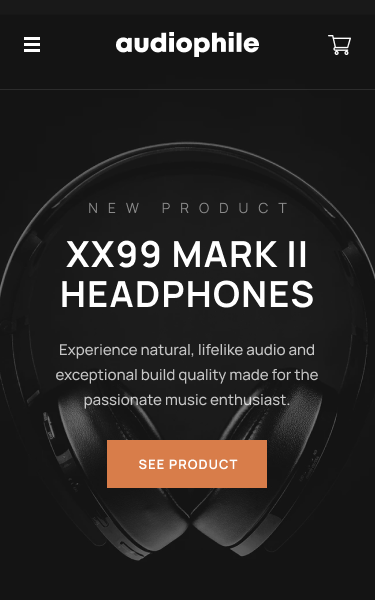 audiophile
NEW PRODUCT
XX99 MARK II
HEADPHONES
Experience natural, lifelike audio and
exceptional build quality made for the
passionate music enthusiast.
SEE PRODUCT